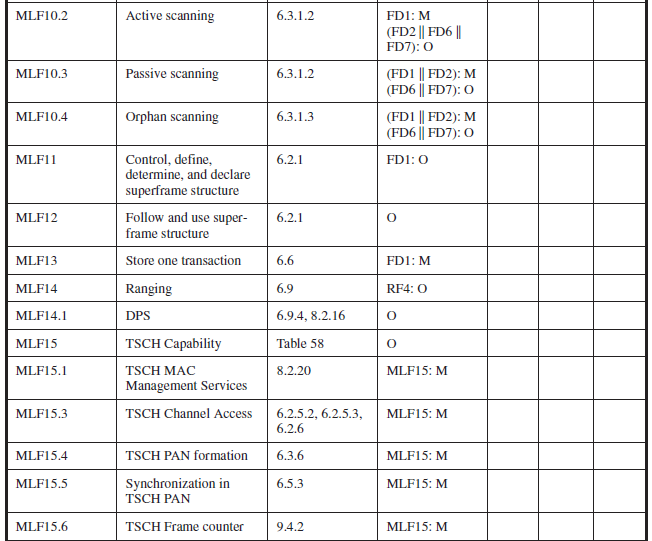 MLF10.2 Active scanning 6.3.1.2 FD1: M
(FD2 || FD6 ||
FD7): O
MLF10.3 Passive scanning 6.3.1.2 (FD1 || FD2): M
(FD6 || FD7): O
MLF10.4 Orphan scanning 6.3.1.3 (FD1 || FD2): M
(FD6 || FD7): O
MLF11 Control, define, 6.2.1 FD1: O
determine, and declare
superframe structure
MLF12 Follow and use super- 6.2.1 O
frame structure
MLF13 Store one transaction 6.6 FD1: M
MLF14 Ranging 6.9 RF4: O
MLF14.1 DPS 6.9.4, 8.2.16 O
MLF15 TSCH Capability Table 58 O
MLF15.1 TSCH MAC 8.2.20 MLF15: M
Management Services
MLF15.3 TSCH Channel Access 6.2.5.2, 6.2.5.3, MLF15: M
6.2.6
MLF15.4 TSCH PAN formation 6.3.6 MLF15: M
MLF15.5 Synchronization in 6.5.3 MLF15: M
TSCH PAN
MLF15.6 TSCH Frame counter 9.4.2 MLF15: M